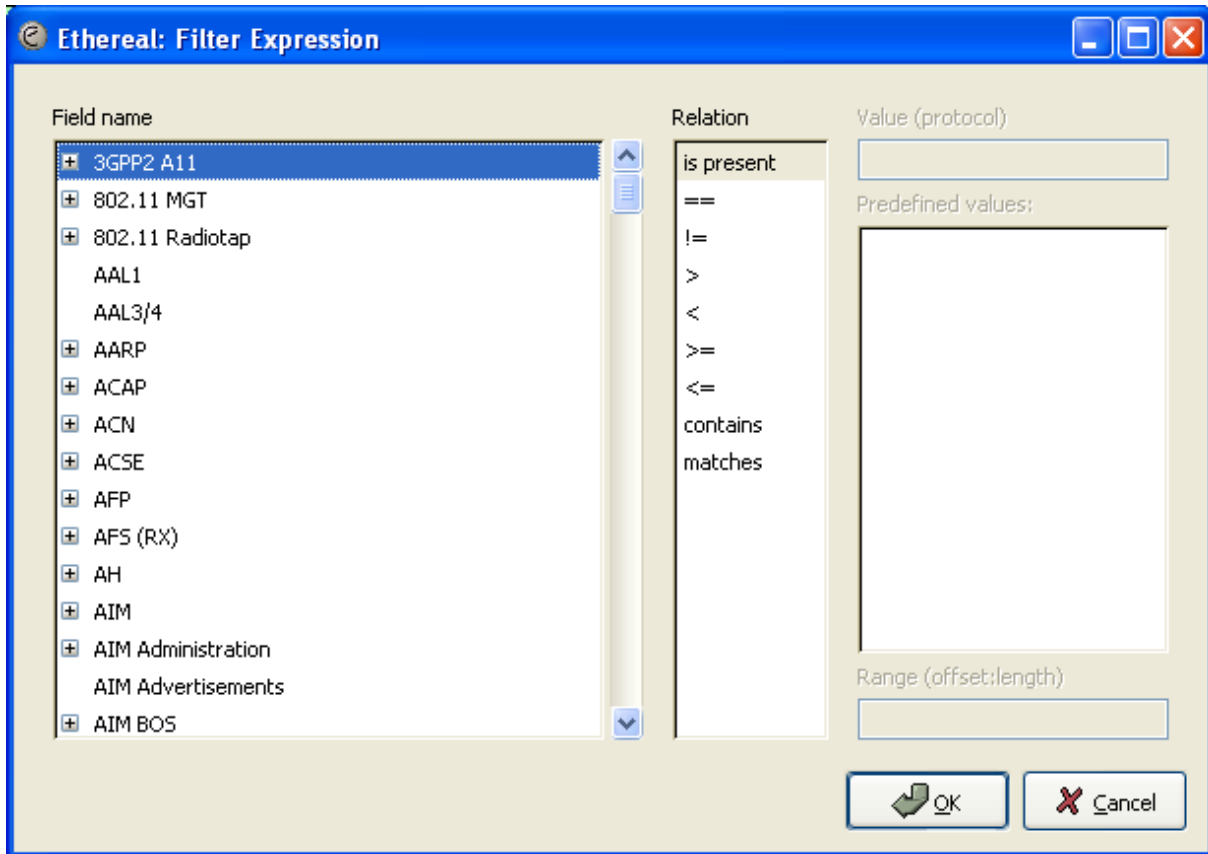 Ethereal: Filter Expression
Field name
3GPP2 A11
802.11 MGT
802.11 Radiotap
AAL1
AAL3/4
AARP
ACAP
ACN
ACSE
AFP
AFS (RX)
AH
AIM
AIM Administration
AIM Advertisements
AIM BOS
Relation
is present
==
!=
>
<
>=
<=
contains
matches
Value (protocol)
Predefined values:
Range (offset:length)
OK
Cancel